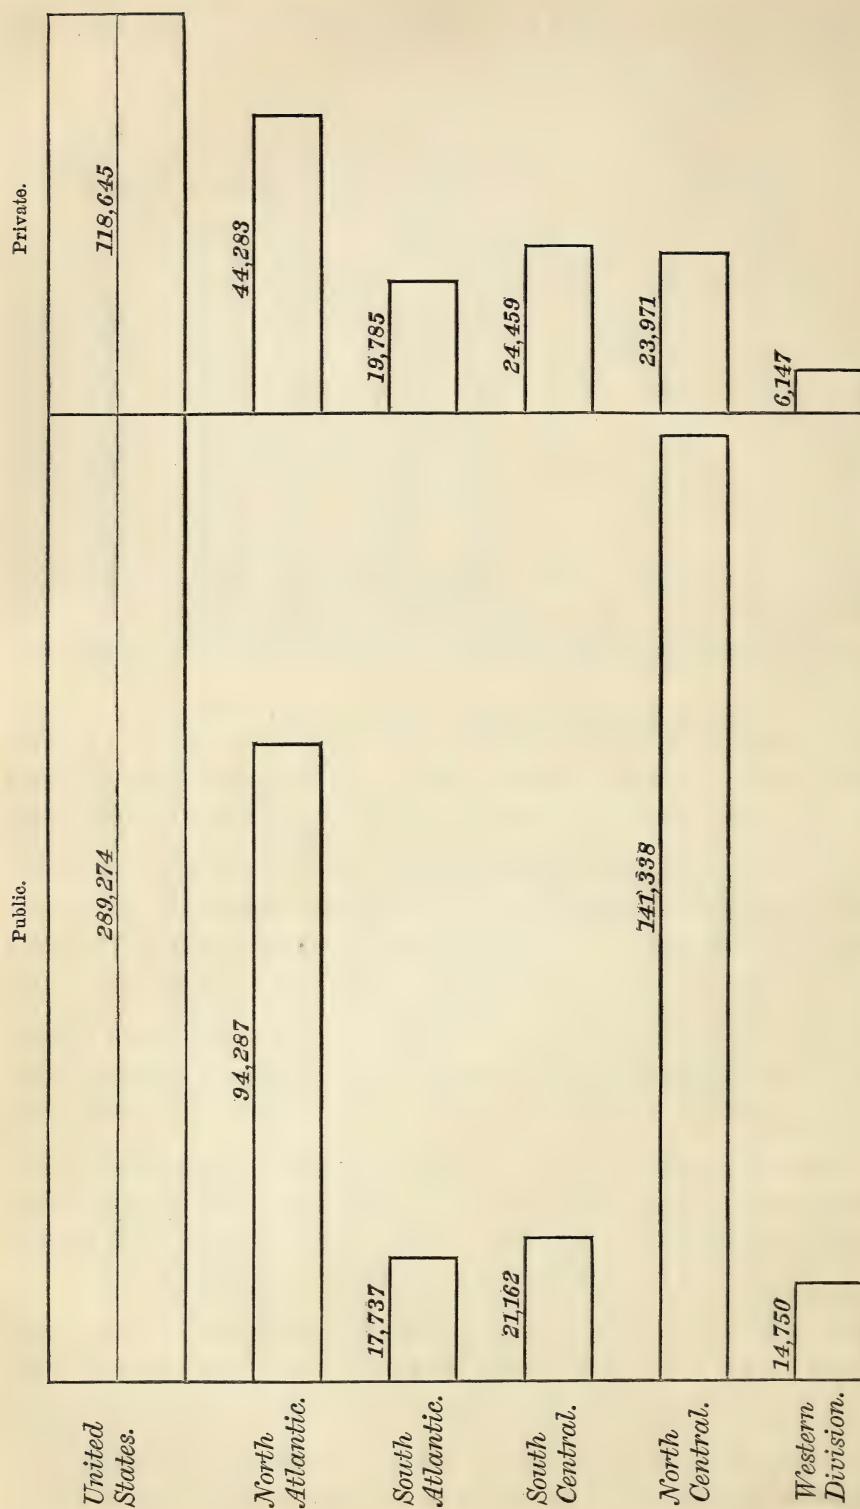 Public. Private.
United
States.
289,274 118,645
North
Atlantic.
94,287 44,283
South
Atlantic.
17,737 19,785
South
Central.
21,162 24,459
North
Central.
141,338 23,971
Western
Division.
14,750 6,147